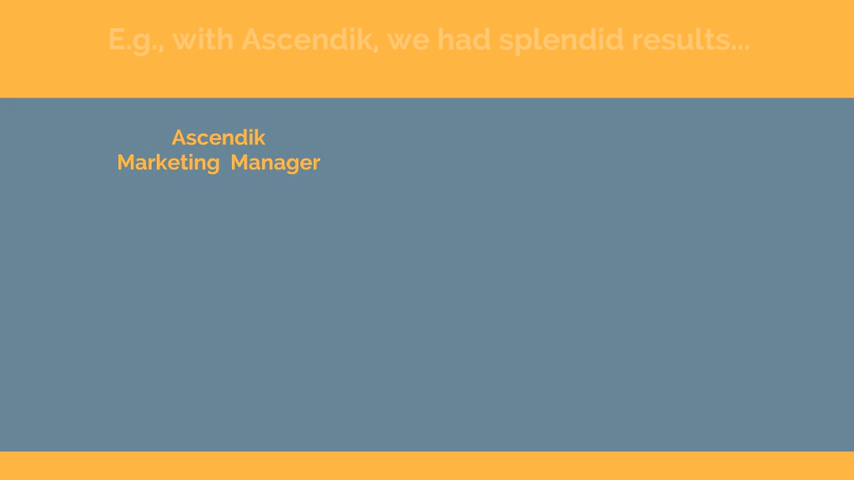 E.g., with Ascendik, we had splendid results...
Ascendik
Marketing  Manager